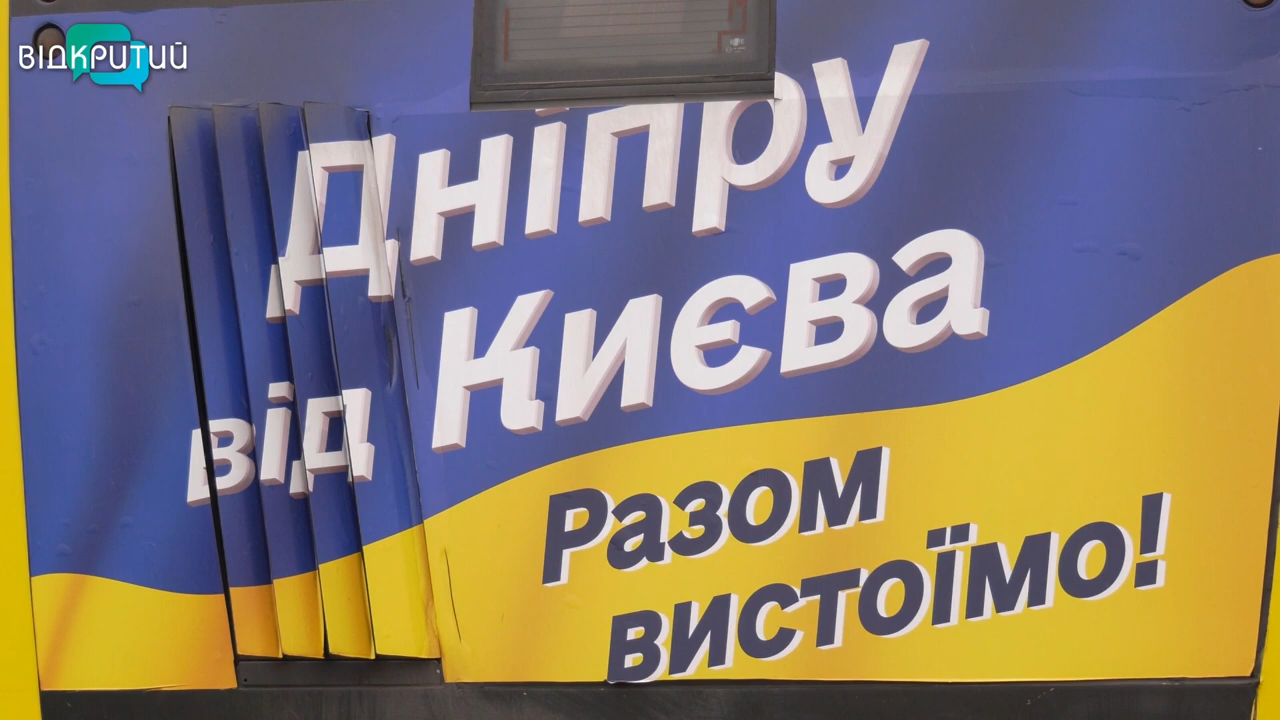 ВІДКРИТИЙ
Дніпру
від Києва
Разом
вистоїмо!